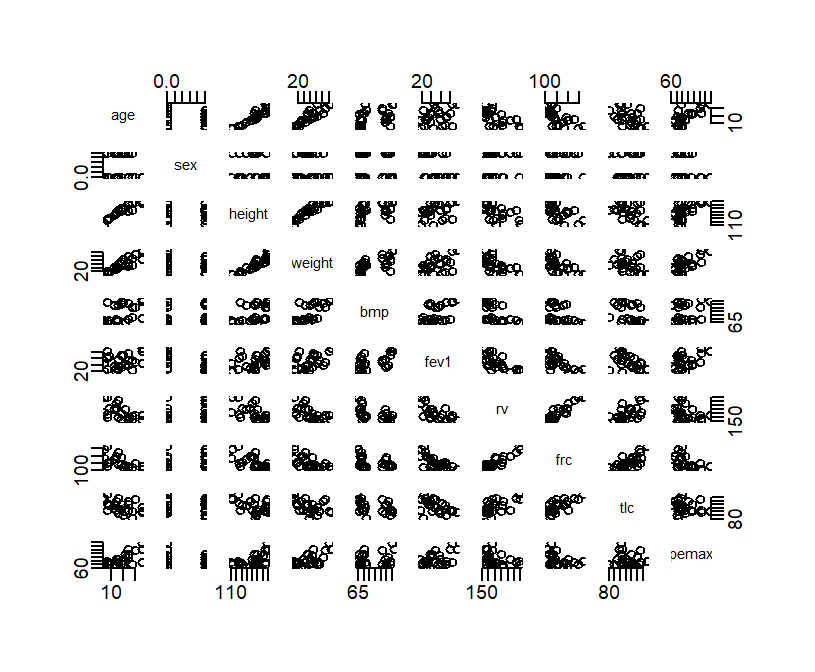 0.0 20 20 100 60
age 10
0.0 sex
height 110
20 weight
bmp 65
20 fev1
rv 150
100 frc
tlc 80
60 pemax
10 110 65 150 80